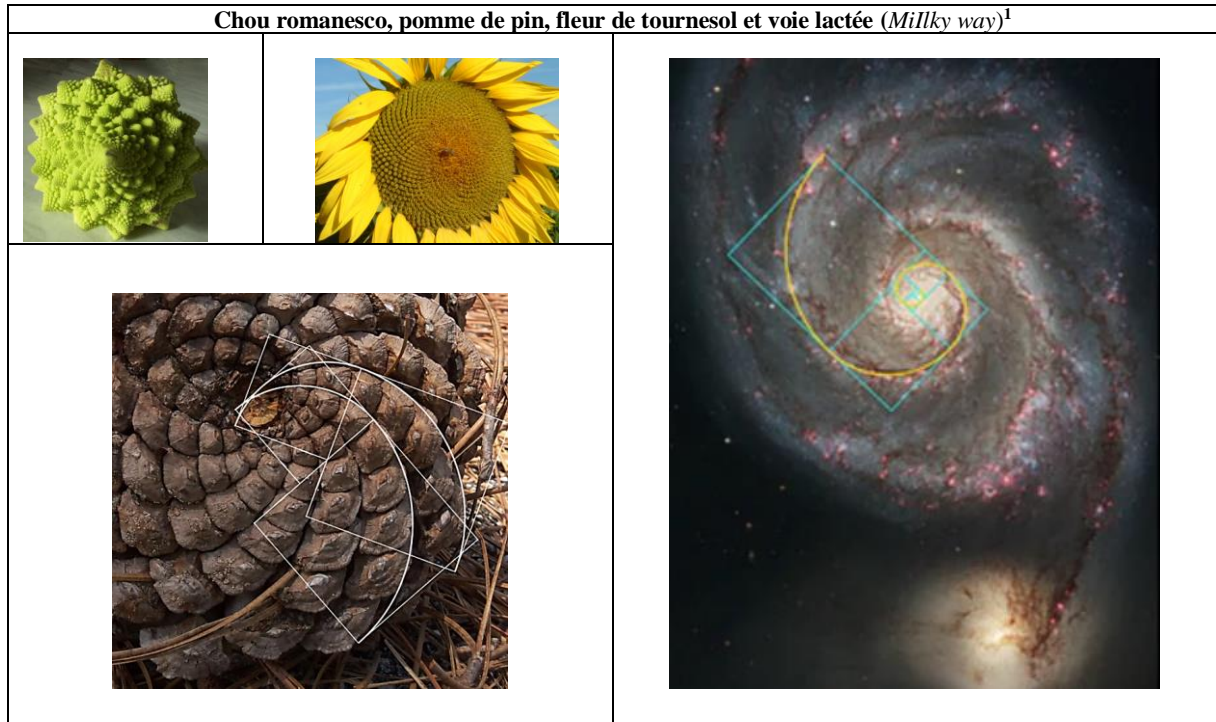 Chou romanesco, pomme de pin, fleur de tournesol et voie lactée (MiIlky way)¹